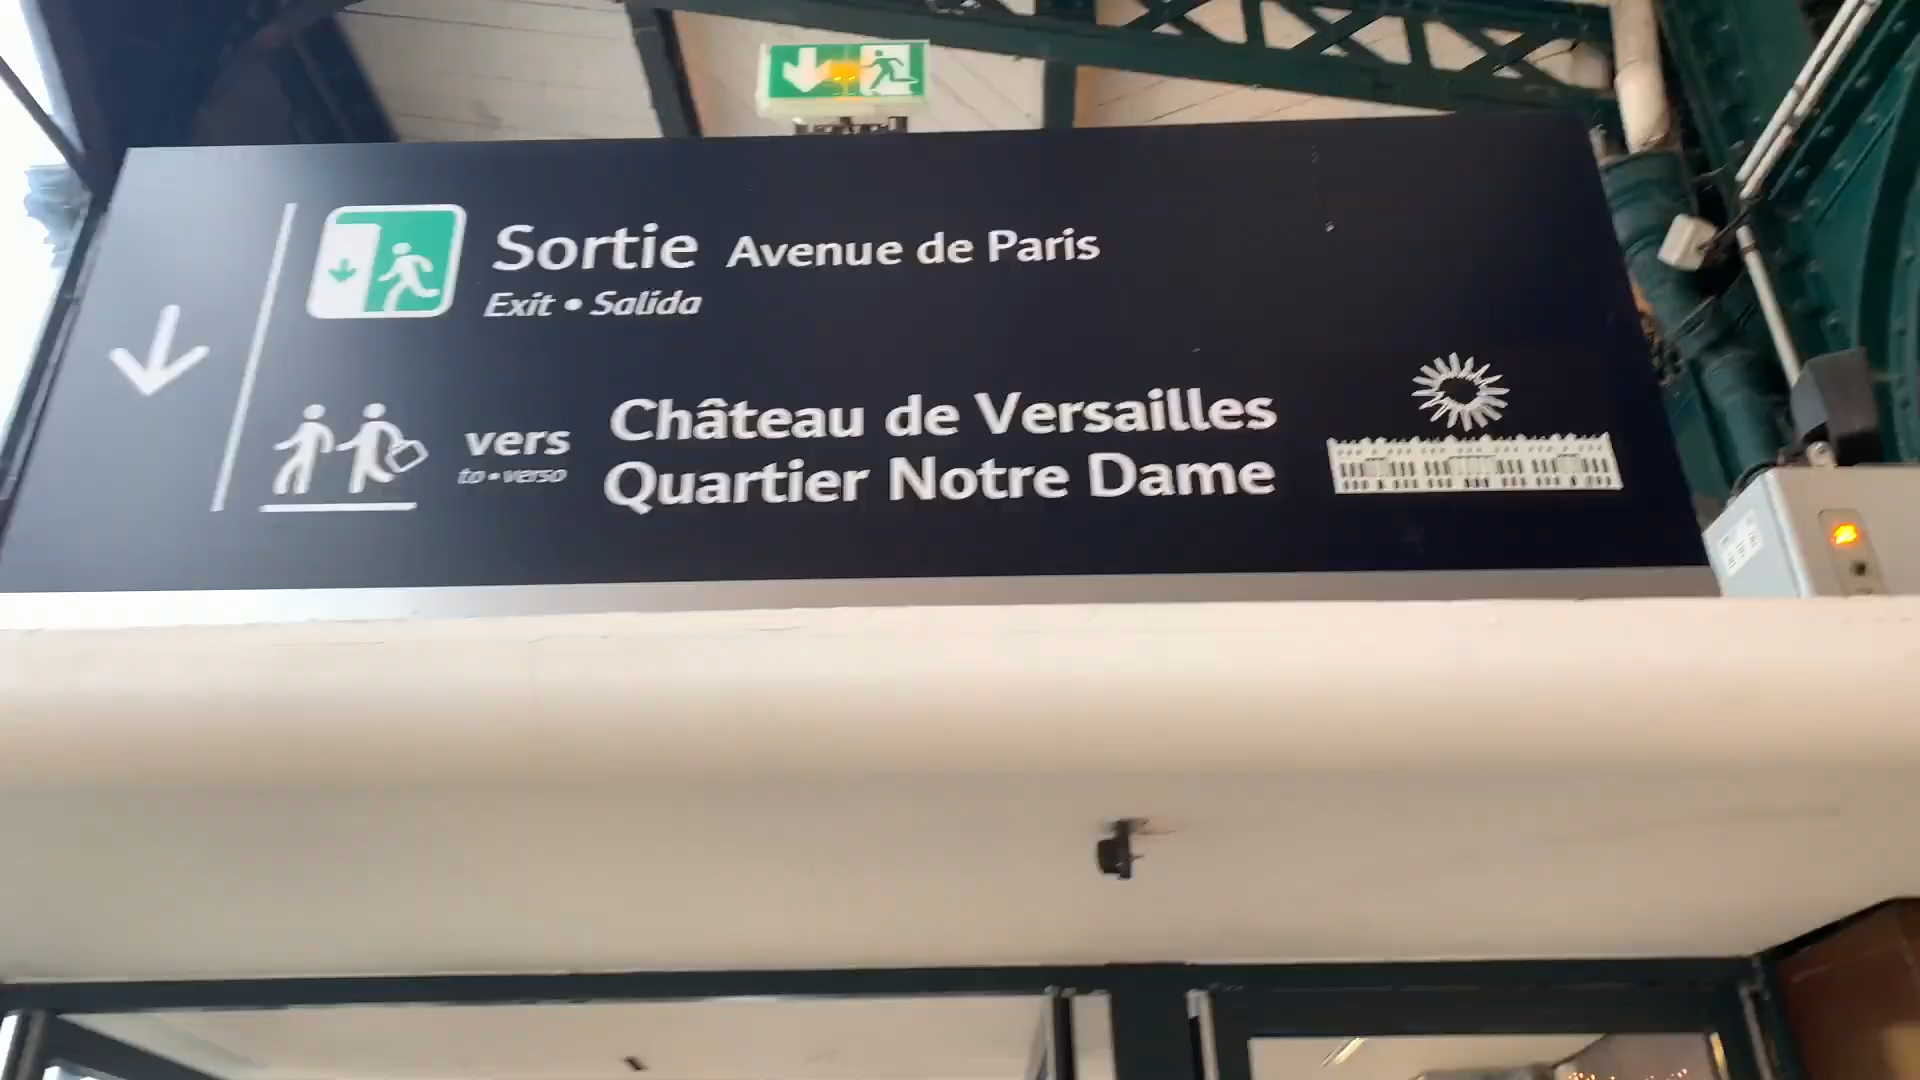 Sortie Avenue de Paris
Exit • Salida
vers Château de Versailles
to • verso Quartier Notre Dame